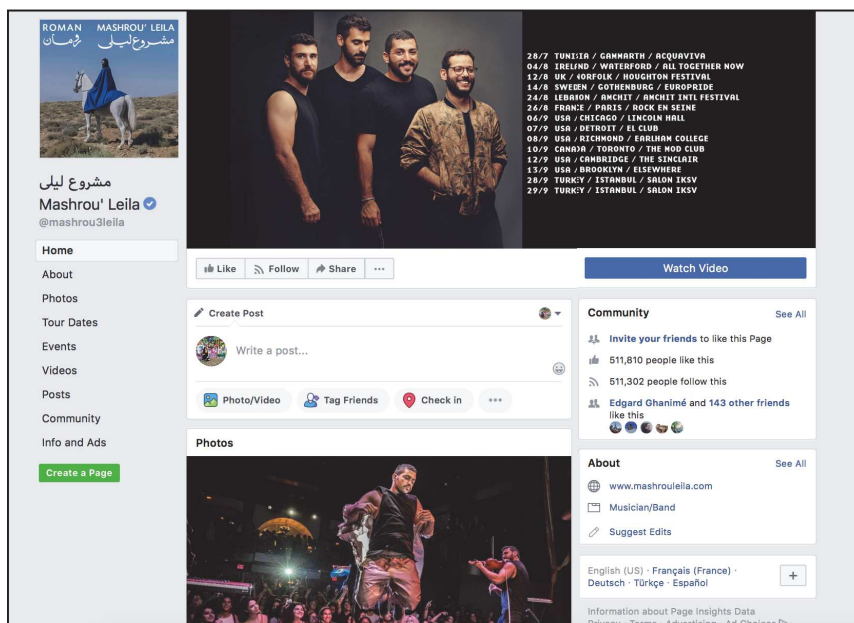 ROMAN MASHROU' LEILA
رومان مشروع ليلى
مشروع ليلى
Mashrou' Leila
@mashrou3leila
Home
About
Photos
Tour Dates
Events
Videos
Posts
Community
Info and Ads
Create a Page
28/7 TUNISIA / GAMMARTH / ACQUAVIVA
04/8 IRELAND / WATERFORD / ALL TOGETHER NOW
12/8 UK / NORFOLK / HOUGHTON FESTIVAL
14/8 SWEDEN / GOTHENBURG / EUROPRIDE
24/8 LEBANON / AMCHIT / AMCHIT INTL FESTIVAL
26/8 FRANCE / PARIS / ROCK EN SEINE
06/9 USA / CHICAGO / LINCOLN HALL
07/9 USA / DETROIT / EL CLUB
08/9 USA / RICHMOND / EARLHAM COLLEGE
10/9 CANADA / TORONTO / THE MOD CLUB
12/9 USA / CAMBRIDGE / THE SINCLAIR
13/9 USA / BROOKLYN / ELSEWHERE
28/9 TURKEY / ISTANBUL / SALON IKSV
29/9 TURKEY / ISTANBUL / SALON IKSV
Like Follow Share ...
Watch Video
Create Post
Write a post...
Photo/Video Tag Friends Check in ...
Photos
Community See All
Invite your friends to like this Page
511,810 people like this
511,302 people follow this
Edgard Ghanimé and 143 other friends
like this
About See All
www.mashrouleila.com
Musician/Band
Suggest Edits
English (US) · Français (France) ·
Deutsch · Türkçe · Español
+
Information about Page Insights Data
Privacy · Terms · Advertising · Ad Choices